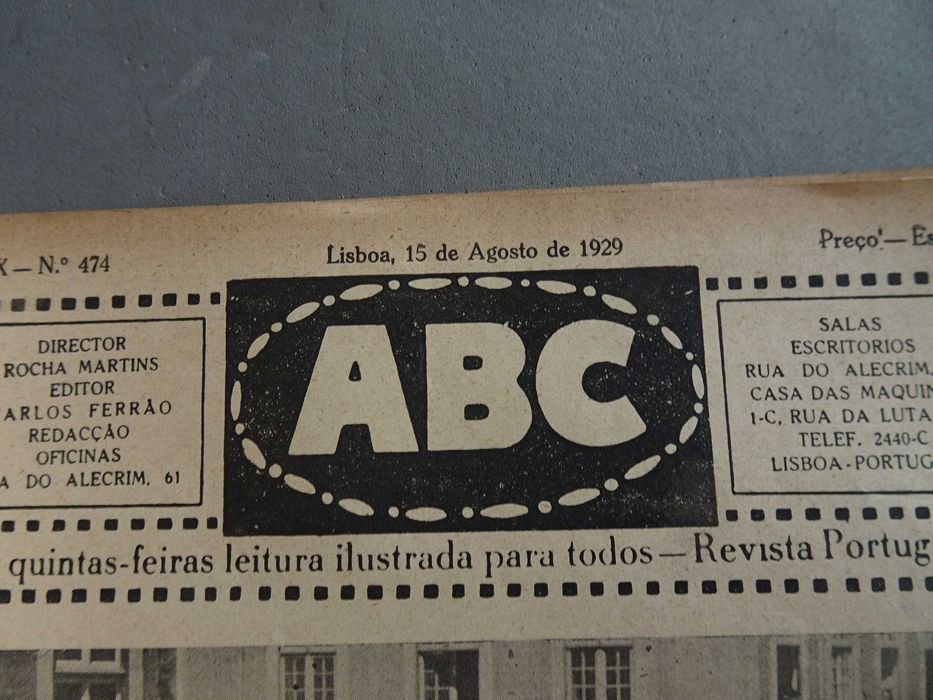 X — N.º 474
Lisboa, 15 de Agosto de 1929
Preço — Es
DIRECTOR
ROCHA MARTINS
EDITOR
ARLOS FERRÃO
REDACÇÃO
OFICINAS
A DO ALECRIM, 61
ABC
SALAS
ESCRITORIOS
RUA DO ALECRIM,
CASA DAS MAQUIN
1-C, RUA DA LUTA
TELEF. 2440-C
LISBOA-PORTUG
quintas-feiras leitura ilustrada para todos — Revista Portug